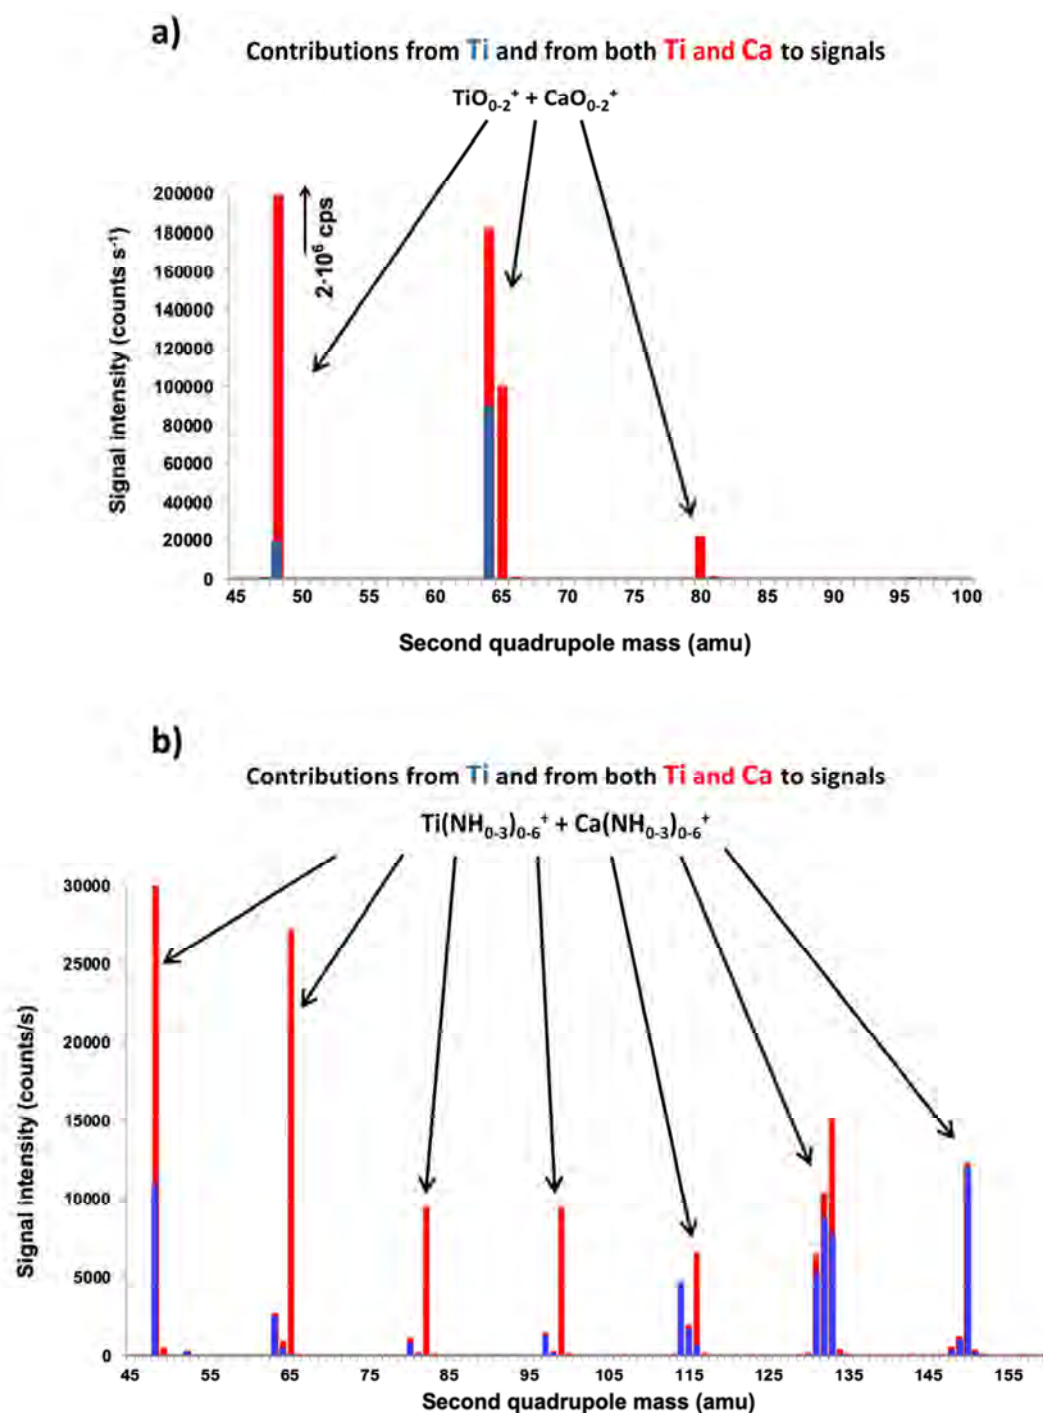 a)
Contributions from Ti and from both Ti and Ca to signals
TiO₀₋₂⁺ + CaO₀₋₂⁺
200000
180000
160000
140000
120000
100000
80000
60000
40000
20000
0
Signal intensity (counts s⁻¹)
2·10⁶ cps
45 50 55 60 65 70 75 80 85 90 95 100
Second quadrupole mass (amu)
b)
Contributions from Ti and from both Ti and Ca to signals
Ti(NH₀₋₃)₀₋₆⁺ + Ca(NH₀₋₃)₀₋₆⁺
30000
25000
20000
15000
10000
5000
0
Signal intensity (counts/s)
45 55 65 75 85 95 105 115 125 135 145 155
Second quadrupole mass (amu)